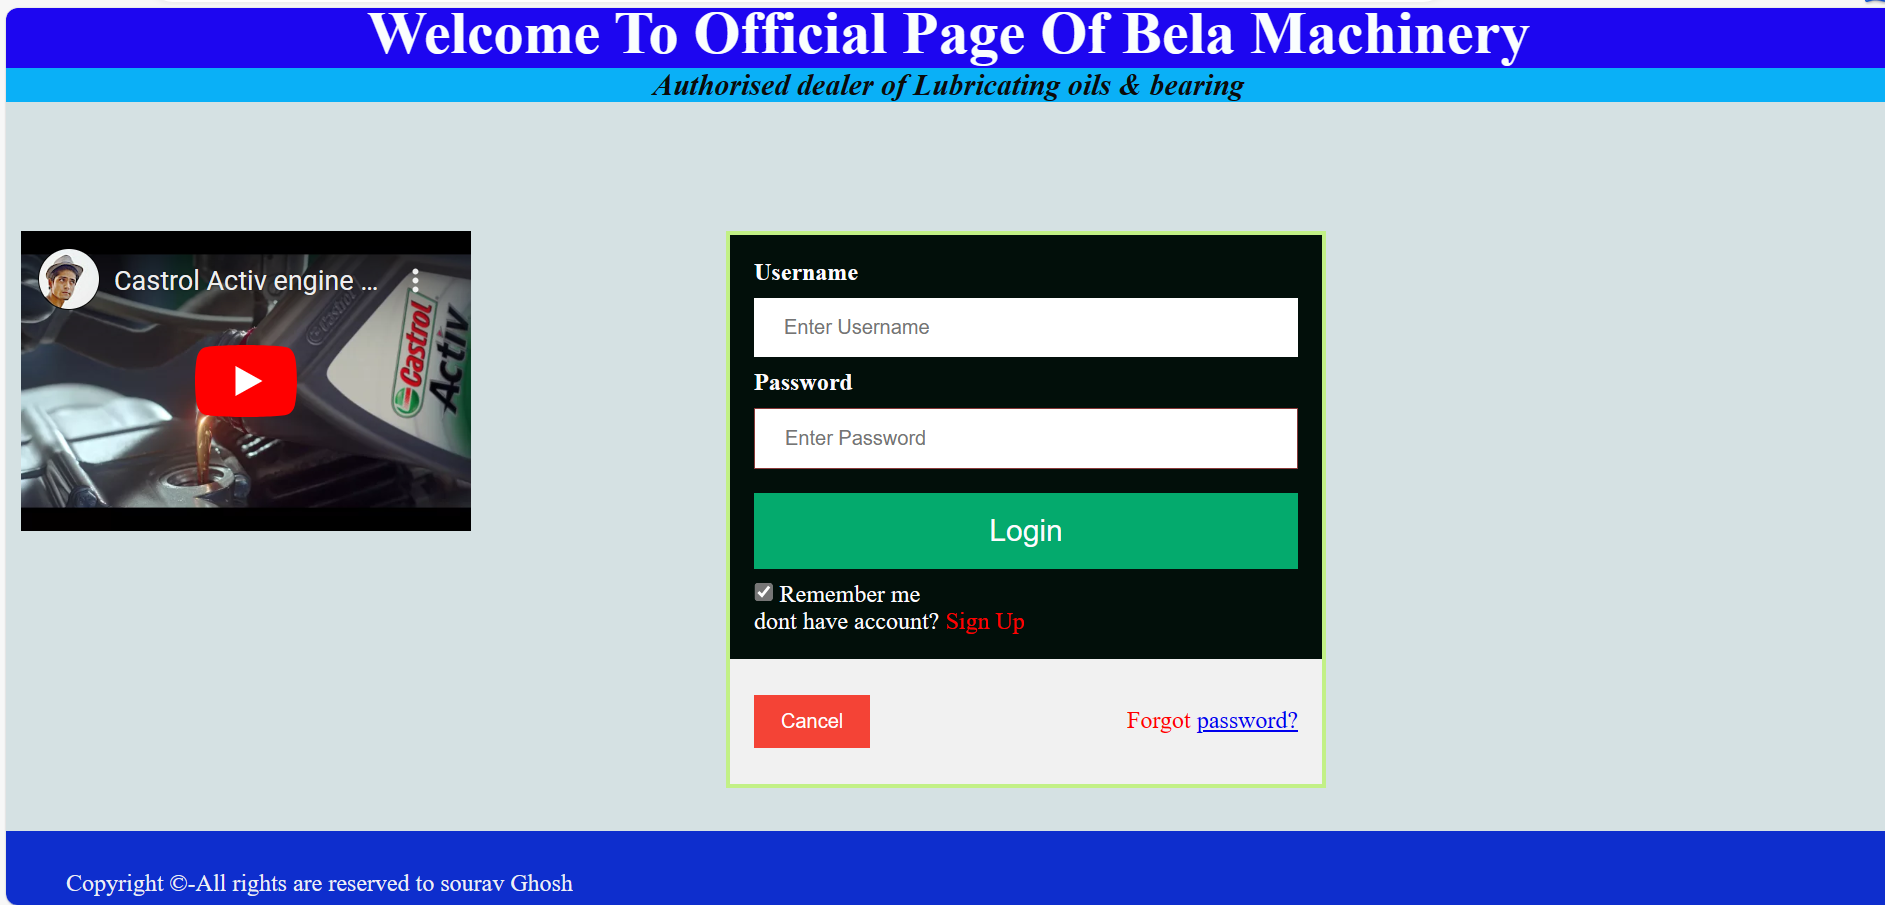 Welcome To Official Page Of Bela Machinery
Authorised dealer of Lubricating oils & bearing
Castrol Activ engine ...
Castrol
Castrol
Activ
Username
Enter Username
Password
Enter Password
Login
Remember me
dont have account? Sign Up
Cancel
Forgot password?
Copyright ©-All rights are reserved to sourav Ghosh